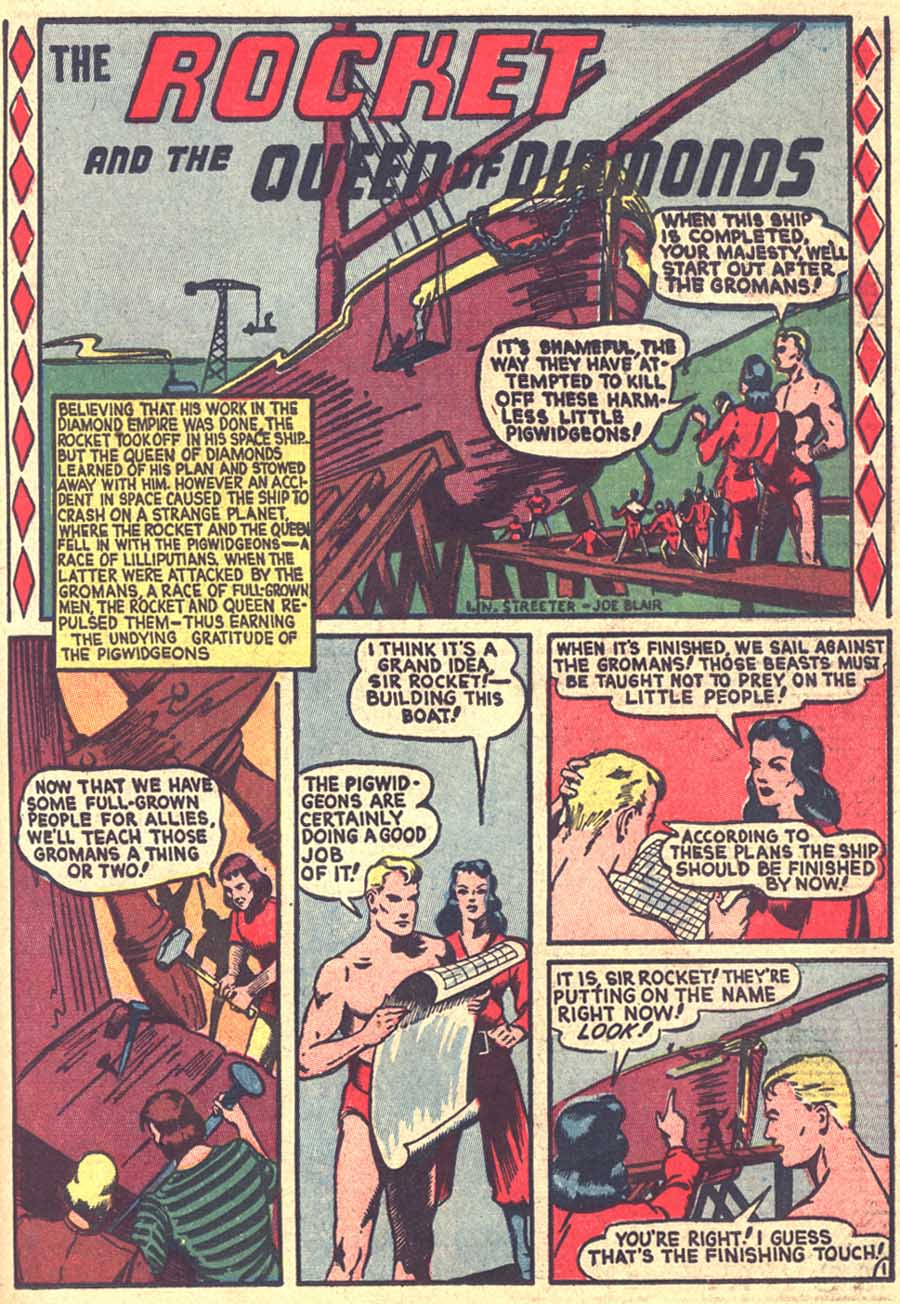 THE ROCKET
AND THE QUEEN OF DIAMONDS
WHEN THIS SHIP
IS COMPLETED,
YOUR MAJESTY, WE'LL
START OUT AFTER
THE GROMANS!
IT'S SHAMEFUL, THE
WAY THEY HAVE AT-
TEMPTED TO KILL
OFF THESE HARM-
LESS LITTLE
PIGWIDGEONS!
BELIEVING THAT HIS WORK IN THE
DIAMOND EMPIRE WAS DONE, THE
ROCKET TOOK OFF IN HIS SPACE SHIP-
BUT THE QUEEN OF DIAMONDS
LEARNED OF HIS PLAN AND STOWED
AWAY WITH HIM. HOWEVER AN ACCI-
DENT IN SPACE CAUSED THE SHIP TO
CRASH ON A STRANGE PLANET,
WHERE THE ROCKET AND THE QUEEN
FELL IN WITH THE PIGWIDGEONS—A
RACE OF LILLIPUTIANS. WHEN THE
LATTER WERE ATTACKED BY THE
GROMANS, A RACE OF FULL-GROWN
MEN, THE ROCKET AND QUEEN RE-
PULSED THEM—THUS EARNING
THE UNDYING GRATITUDE OF
THE PIGWIDGEONS
L.N. STREETER - JOE BLAIR
NOW THAT WE HAVE
SOME FULL-GROWN
PEOPLE FOR ALLIES,
WE'LL TEACH THOSE
GROMANS A THING
OR TWO!
I THINK IT'S A
GRAND IDEA,
SIR ROCKET!—
BUILDING THIS
BOAT!
THE PIGWID-
GEONS ARE
CERTAINLY
DOING A GOOD
JOB
OF IT!
WHEN IT'S FINISHED, WE SAIL AGAINST
THE GROMANS! THOSE BEASTS MUST
BE TAUGHT NOT TO PREY ON THE
LITTLE PEOPLE!
ACCORDING TO
THESE PLANS THE SHIP
SHOULD BE FINISHED
BY NOW!
IT IS, SIR ROCKET! THEY'RE
PUTTING ON THE NAME
RIGHT NOW!
LOOK!
YOU'RE RIGHT! I GUESS
THAT'S THE FINISHING TOUCH!
1